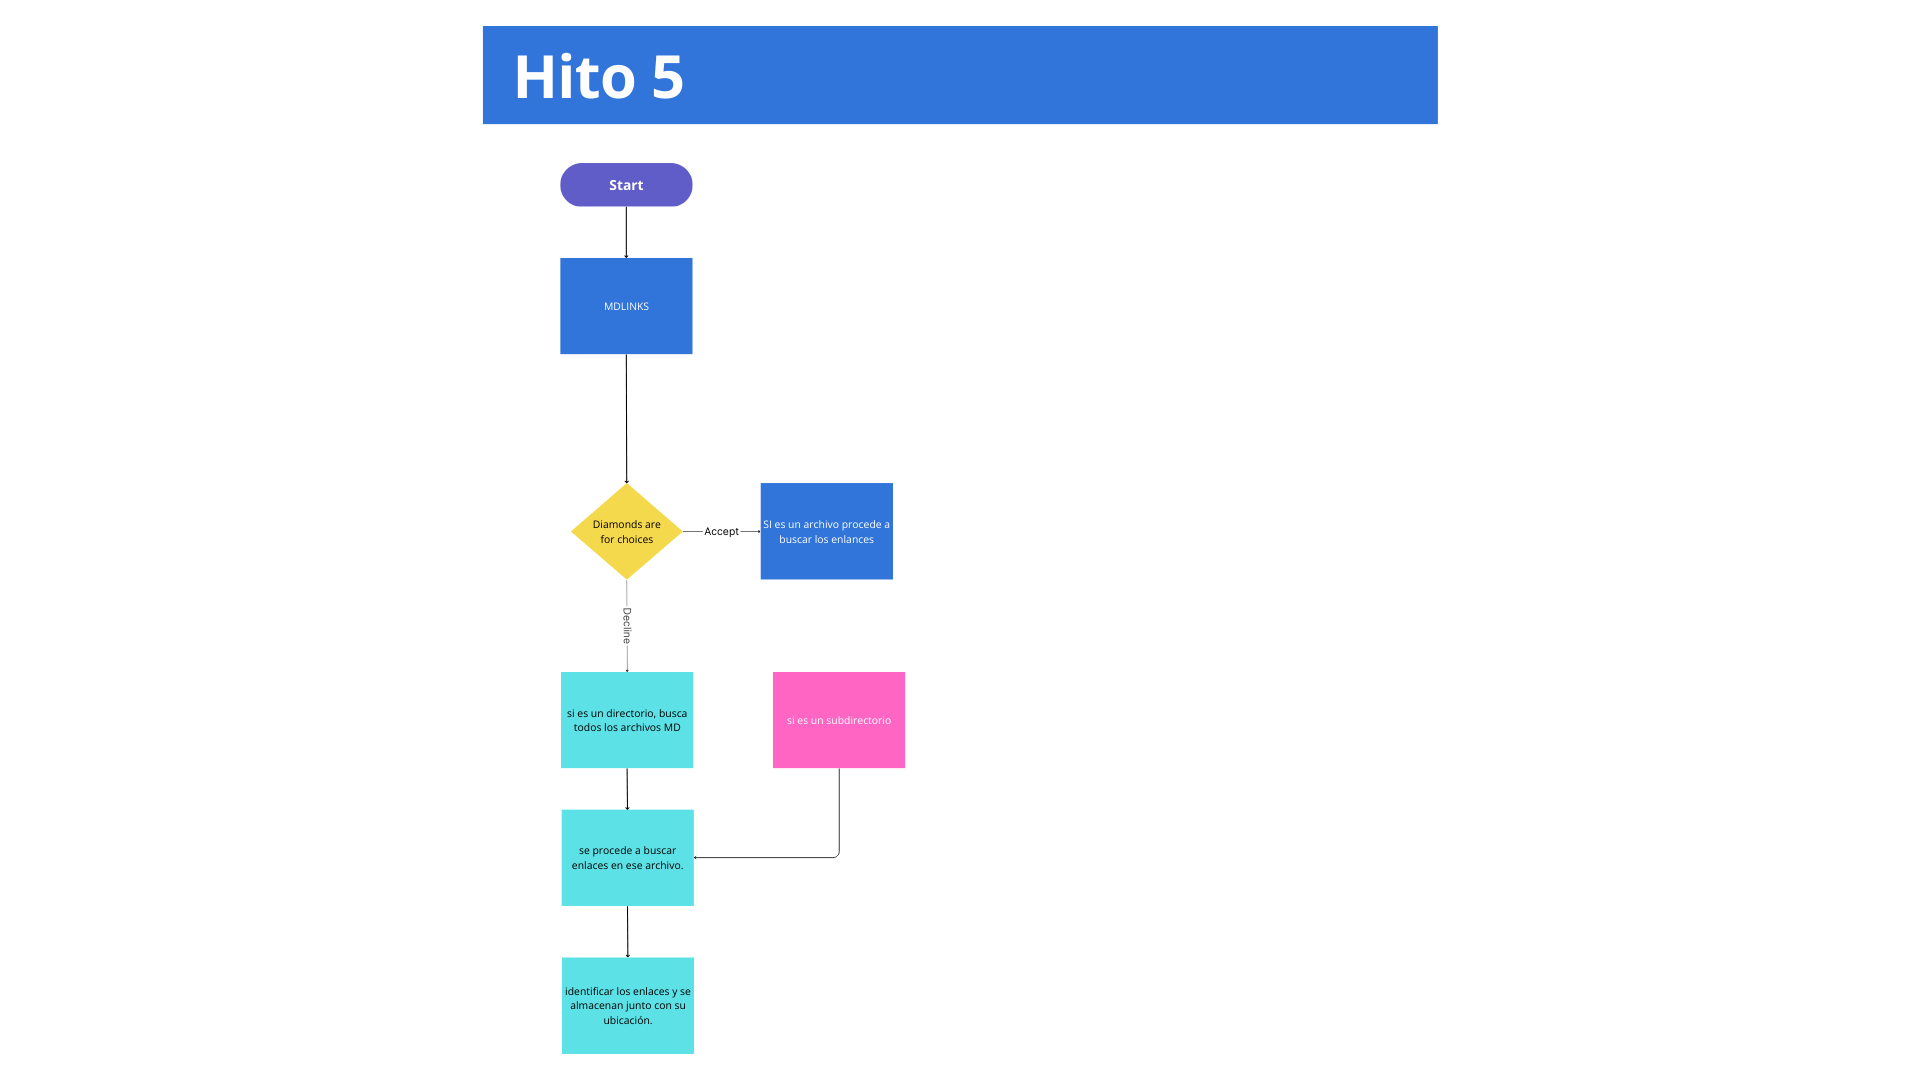 Hito 5
Start
MDLINKS
Diamonds are
for choices
Accept
SI es un archivo procede a
buscar los enlances
Decline
si es un directorio, busca
todos los archivos MD
si es un subdirectorio
se procede a buscar
enlaces en ese archivo.
identificar los enlaces y se
almacenan junto con su
ubicación.